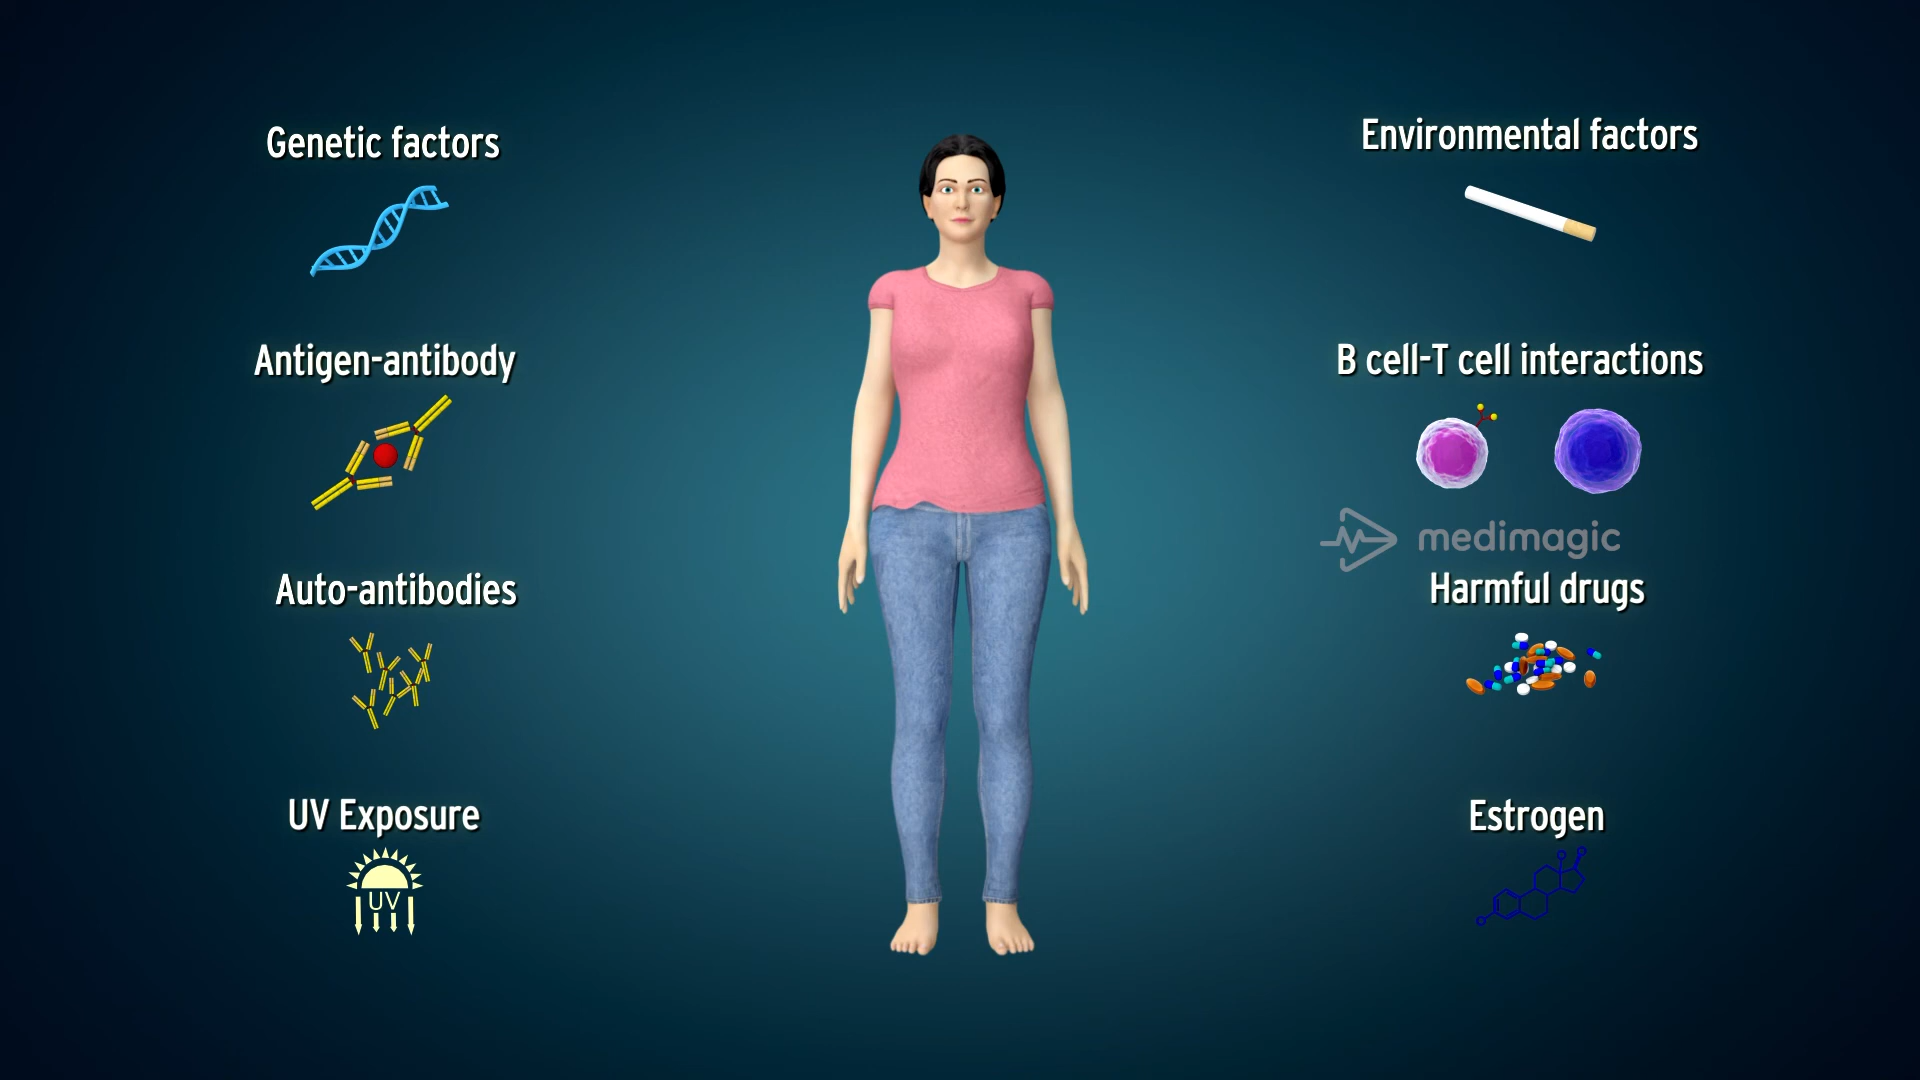 Genetic factors
Environmental factors
Antigen-antibody
B cell-T cell interactions
medimagic
Auto-antibodies
Harmful drugs
UV Exposure
UV
Estrogen